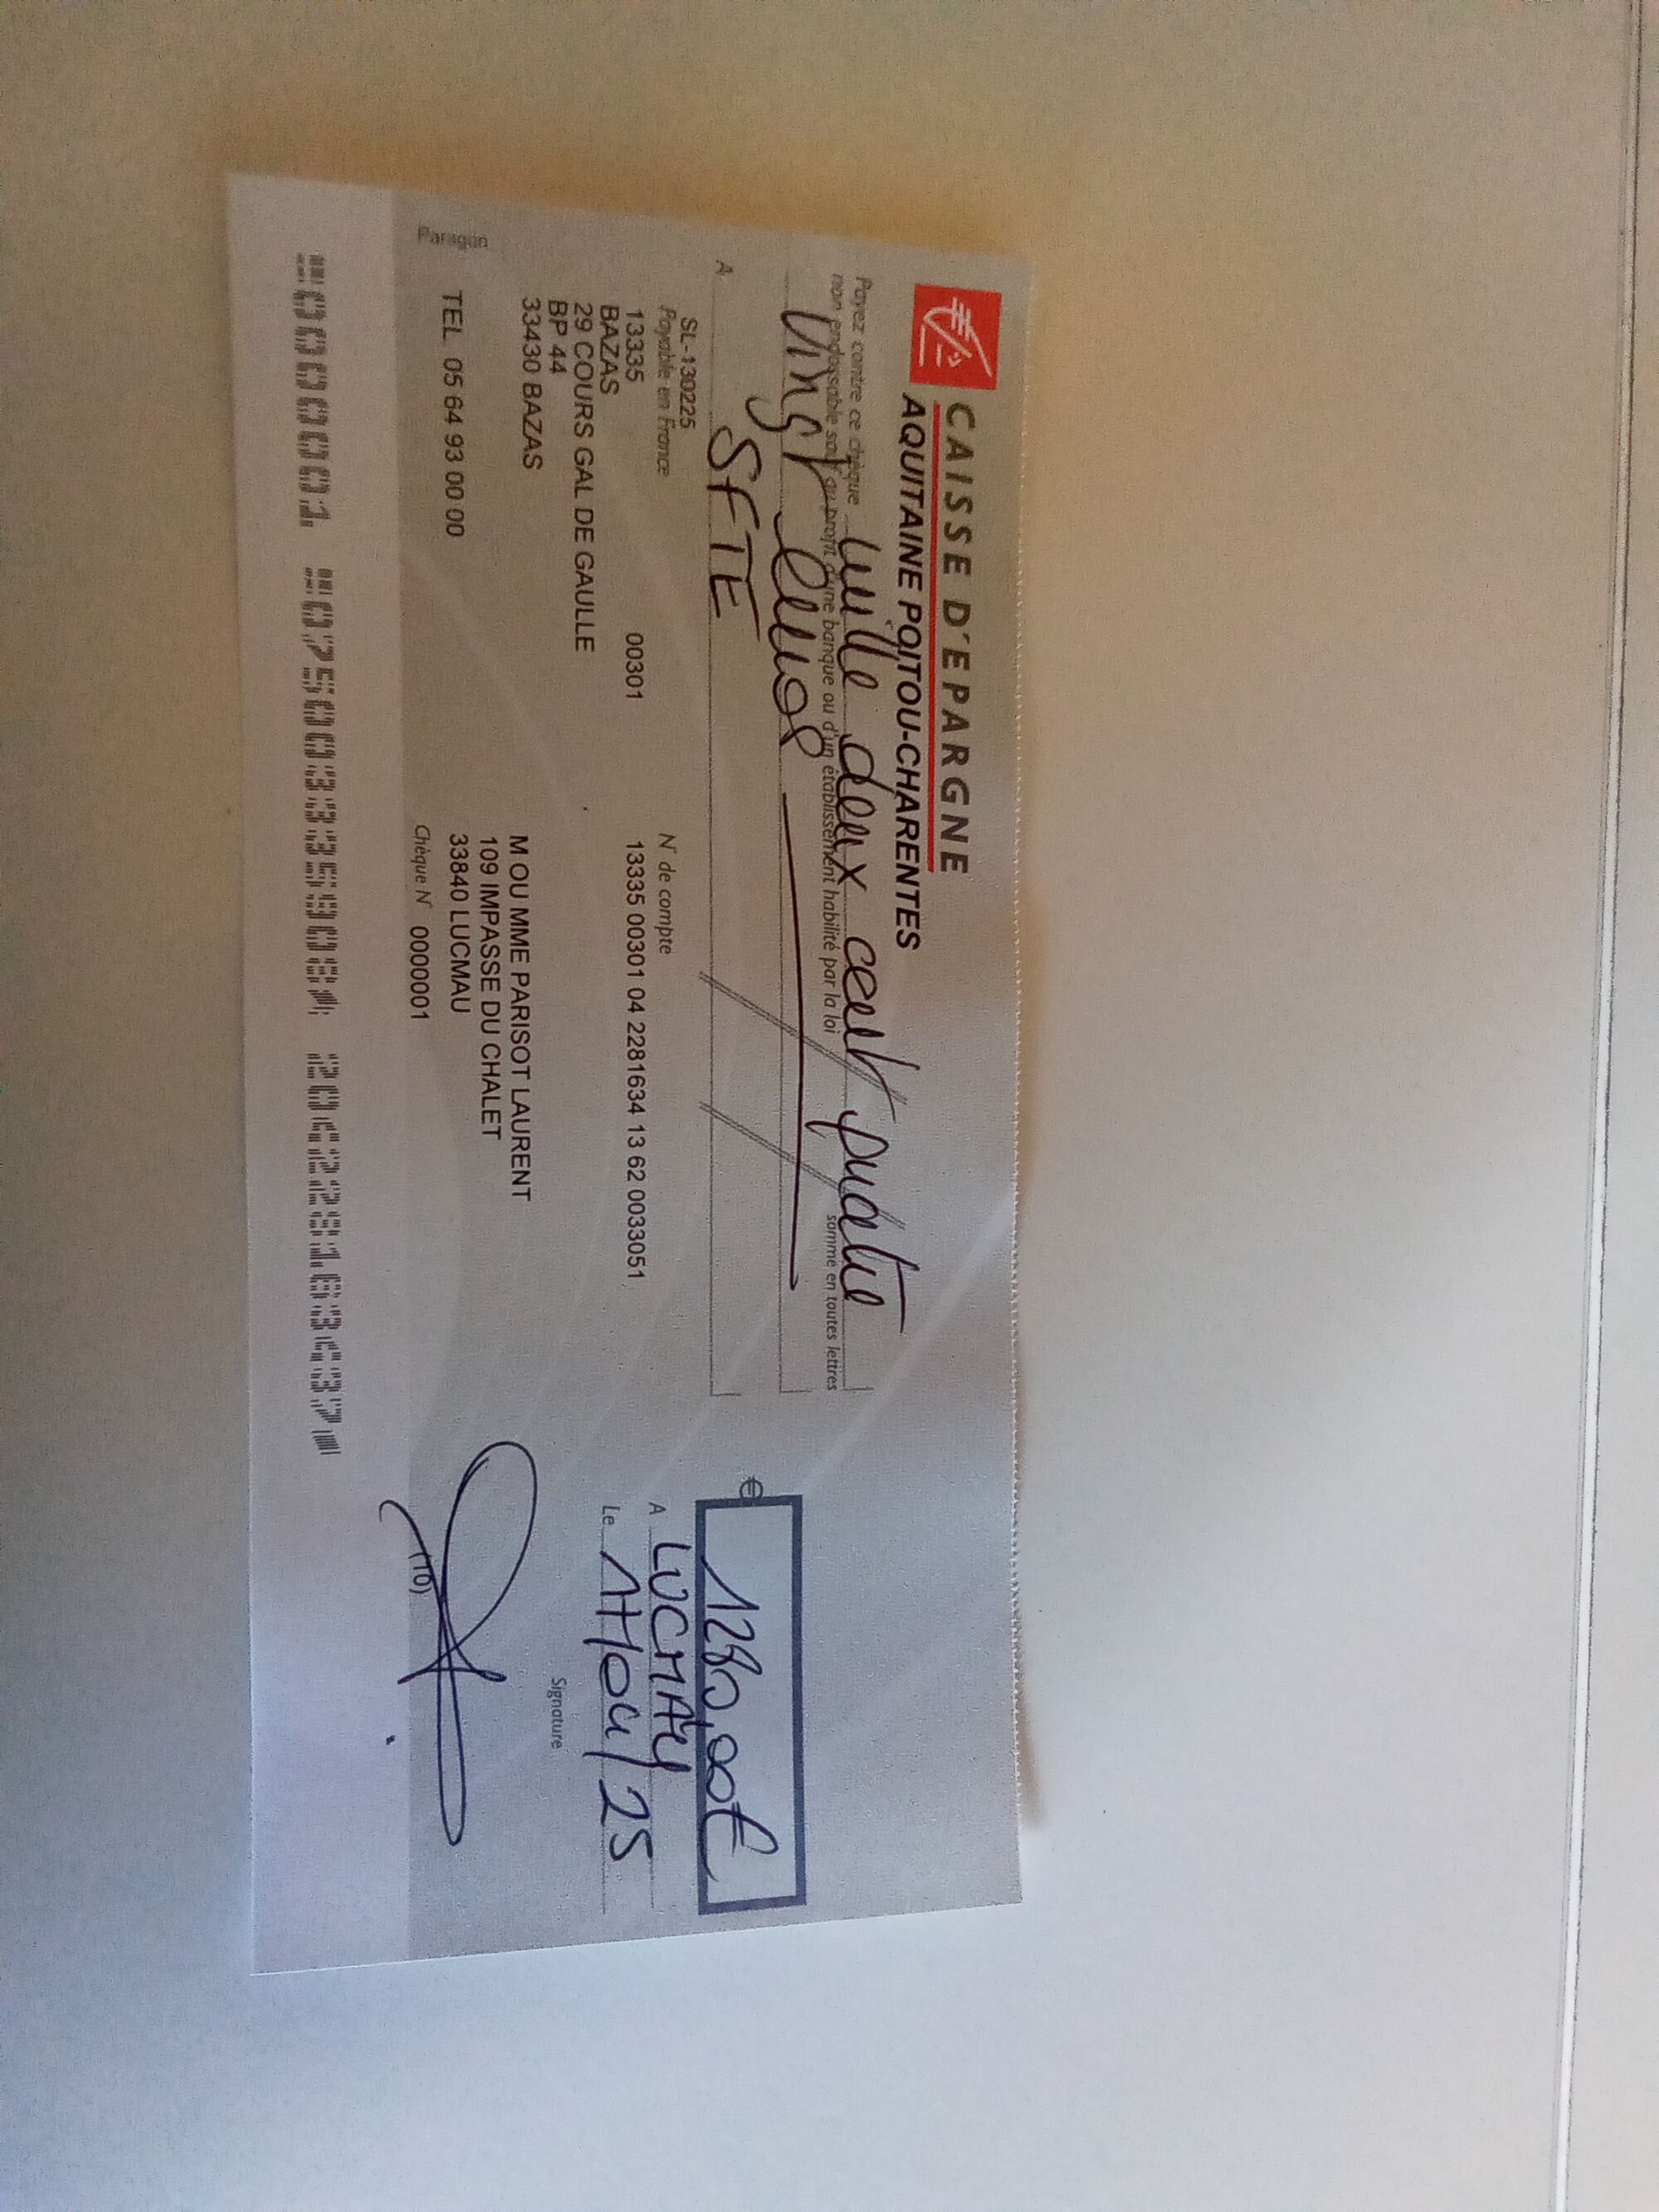 CAISSE D'EPARGNE
AQUITAINE POITOU-CHARENTES
Payez contre ce chèque mille deux cent quatre
non endossable sauf au profit d'une banque ou d'un établissement habilité par la loi
somme en toutes lettres
vingt euros
€ 1280,00€
A SFTE
SL-130225
Payable en France
N° de compte
A LUCMAU
13335 00301 13335 00301 04 2281634 13 62 0033051
Le 17/04/25
BAZAS
29 COURS GAL DE GAULLE
BP 44
33430 BAZAS
Signature
M OU MME PARISOT LAURENT
109 IMPASSE DU CHALET
33840 LUCMAU
TEL 05 64 93 00 00
Chèque N° 0000001
(10)
Paragon